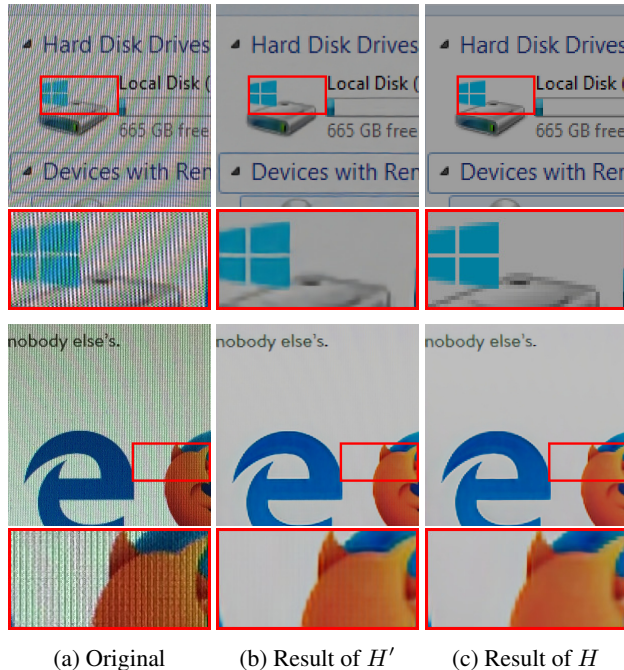 Hard Disk Drives Hard Disk Drives Hard Disk Drives
Local Disk ( Local Disk ( Local Disk (
665 GB free 665 GB free 665 GB free
Devices with Ren Devices with Ren Devices with Ren
nobody else's. nobody else's. nobody else's.
(a) Original (b) Result of H′ (c) Result of H